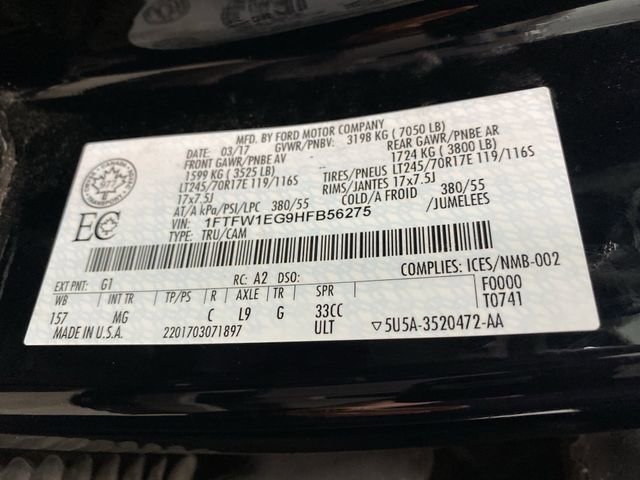 MFD. BY FORD MOTOR COMPANY
DATE: 03/17 GVWR/PNBV: 3198 KG ( 7050 LB)
FRONT GAWR/PNBE AV REAR GAWR/PNBE AR
1599 KG ( 3525 LB) 1724 KG ( 3800 LB)
LT245/70R17E 119/116S TIRES/PNEUS LT245/70R17E 119/116S
17x7.5J RIMS/JANTES 17x7.5J
AT/A kPa/PSI/LPC 380/55 COLD/A FROID 380/55
VIN: 1FTFW1EG9HFB56275 /JUMELEES
TYPE: TRU/CAM
EC
COMPLIES: ICES/NMB-002
EXT PNT: G1 RC: A2 DSO: F0000
WB INT TR TP/PS R AXLE TR SPR T0741
157 MG C L9 G 33CC
MADE IN U.S.A. 2201703071897 ULT ▽5U5A-3520472-AA